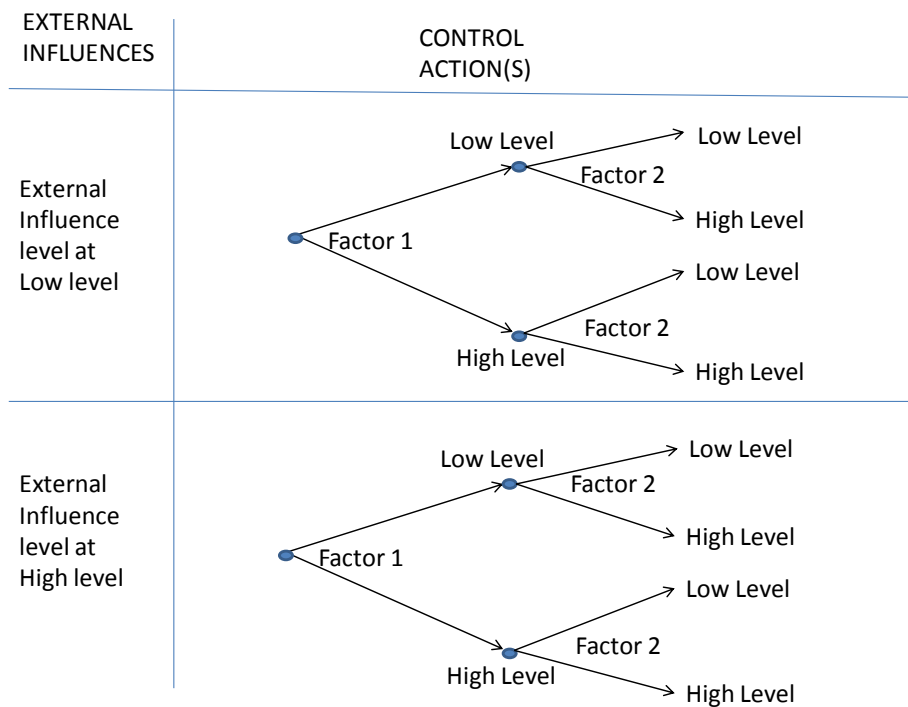 EXTERNAL
INFLUENCES
CONTROL
ACTION(S)
External
Influence
level at
Low level
Low Level
Low Level
Factor 2
High Level
Factor 1
Low Level
Factor 2
High Level
High Level
External
Influence
level at
High level
Low Level
Low Level
Factor 2
High Level
Factor 1
Low Level
Factor 2
High Level
High Level